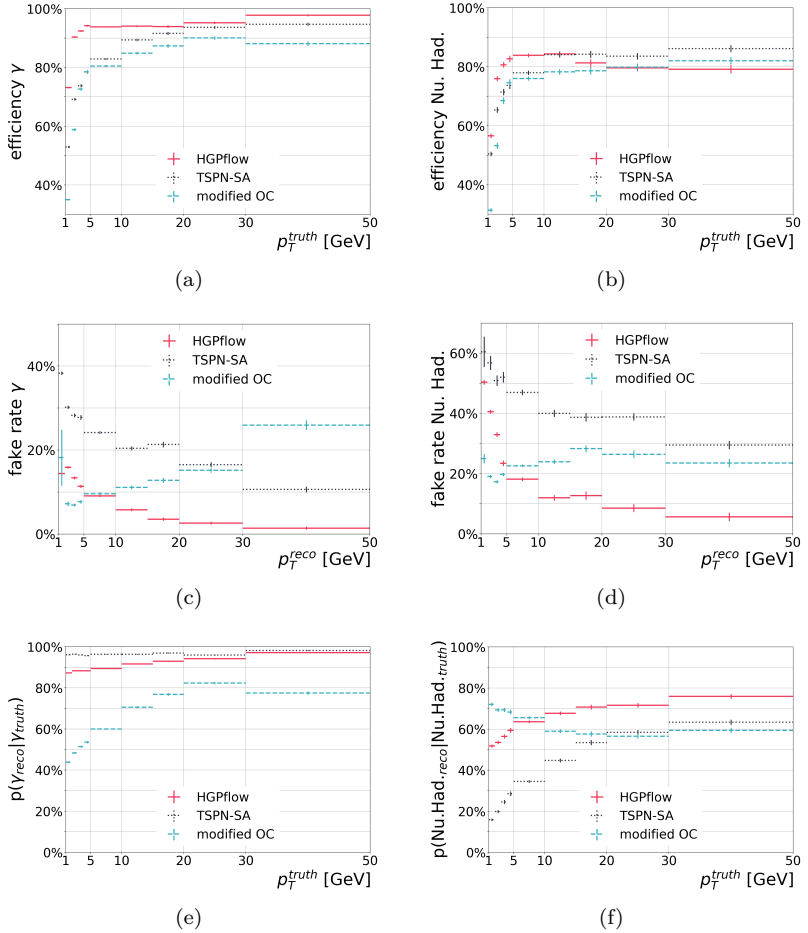 100%
80%
60%
40%
efficiency γ
HGPflow
TSPN-SA
modified OC
1 5 10 20 30 50
p_T^{truth} [GeV]
(a)
100%
80%
60%
40%
efficiency Nu. Had.
HGPflow
TSPN-SA
modified OC
1 5 10 20 30 50
p_T^{truth} [GeV]
(b)
40%
20%
0%
fake rate γ
HGPflow
TSPN-SA
modified OC
1 5 10 20 30 50
p_T^{reco} [GeV]
(c)
60%
40%
20%
0%
fake rate Nu. Had.
HGPflow
TSPN-SA
modified OC
1 5 10 20 30 50
p_T^{reco} [GeV]
(d)
100%
80%
60%
40%
20%
0%
p(γ_{reco}|γ_{truth})
HGPflow
TSPN-SA
modified OC
1 5 10 20 30 50
p_T^{truth} [GeV]
(e)
100%
80%
60%
40%
20%
0%
p(Nu.Had._{reco}|Nu.Had._{truth})
HGPflow
TSPN-SA
modified OC
1 5 10 20 30 50
p_T^{truth} [GeV]
(f)